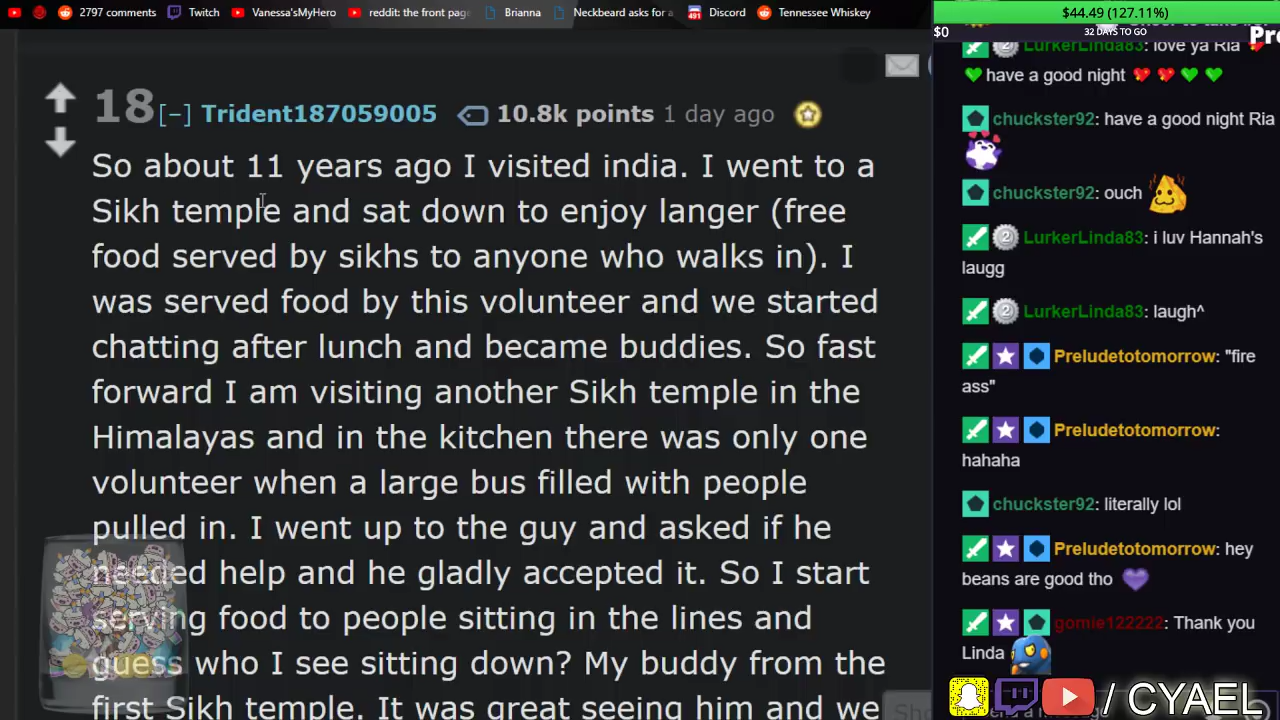 2797 comments
Twitch
Vanessa'sMyHero
reddit: the front page
Brianna
Neckbeard asks for a
Discord
Tennessee Whiskey
18 [–] Trident187059005 10.8k points 1 day ago
So about 11 years ago I visited india. I went to a
Sikh temple and sat down to enjoy langer (free
food served by sikhs to anyone who walks in). I
was served food by this volunteer and we started
chatting after lunch and became buddies. So fast
forward I am visiting another Sikh temple in the
Himalayas and in the kitchen there was only one
volunteer when a large bus filled with people
pulled in. I went up to the guy and asked if he
needed help and he gladly accepted it. So I start
serving food to people sitting in the lines and
guess who I see sitting down? My buddy from the
first Sikh temple. It was great seeing him and we
$44.49 (127.11%)
$0
32 DAYS TO GO
Pre
LurkerLinda83: love ya Ria
have a good night
chuckster92: have a good night Ria
chuckster92: ouch
LurkerLinda83: i luv Hannah's
laugg
LurkerLinda83: laugh^
Preludetotomorrow: "fire
ass"
Preludetotomorrow:
hahaha
chuckster92: literally lol
Preludetotomorrow: hey
beans are good tho
gomie122222: Thank you
Linda
/ CYAEL